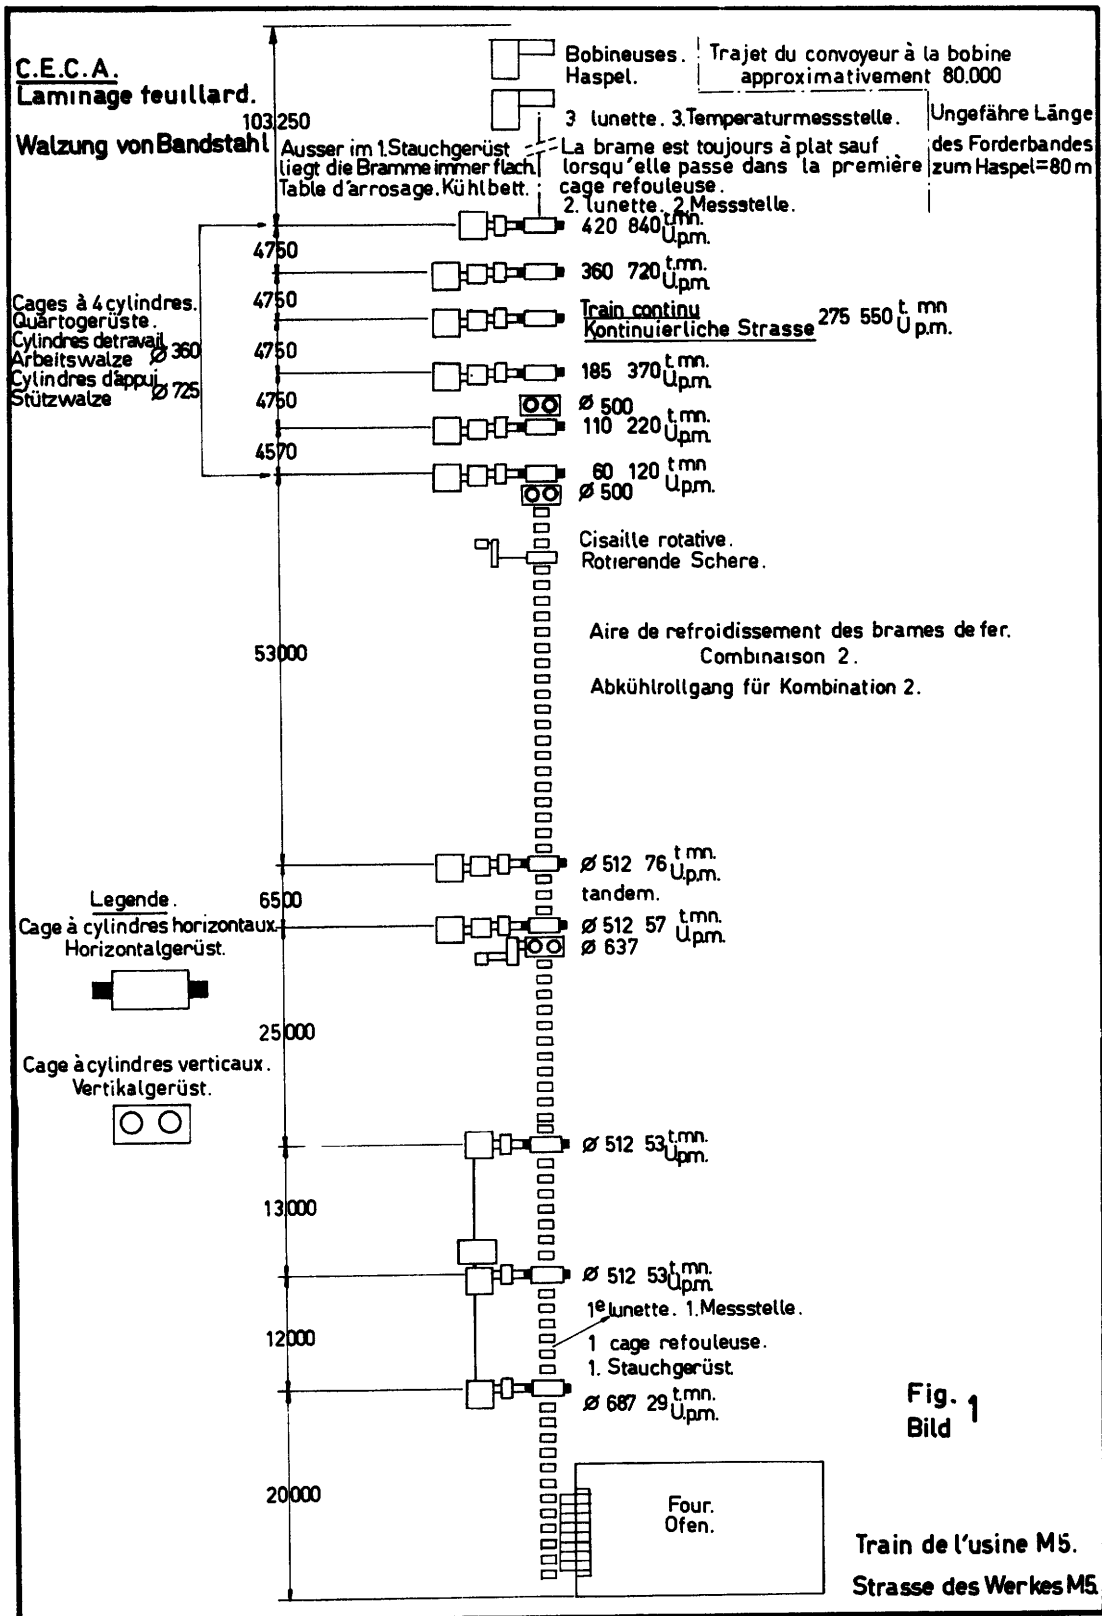 C.E.C.A.
Laminage feuillard.
Walzung von Bandstahl
103.250
Bobineuses.
Haspel.
Trajet du convoyeur à la bobine
approximativement 80.000
3 lunette. 3.Temperaturmessstelle.
Ungefähre Länge
des Forderbandes
zum Haspel=80 m
Ausser im 1.Stauchgerüst
liegt die Bramme immer flach.
Table d'arrosage. Kühlbett.
La brame est toujours à plat sauf
lorsqu'elle passe dans la première
cage refouleuse.
2. lunette. 2.Messstelle.
420 840 t.mn.
U.p.m.
4750
360 720 t.mn.
U.p.m.
4750
Cages à 4 cylindres.
Quartogerüste.
Cylindres de travail
Arbeitswalze Ø 360
Cylindres d'appui
Stützwalze Ø 725
Train continu
Kontinuierliche Strasse
275 550 t. mn
U p.m.
4750
185 370 t.mn.
U.p.m.
4750
Ø 500
110 220 t.mn.
U.p.m.
4570
60 120 t.mn
U.p.m.
Ø 500
Cisaille rotative.
Rotierende Schere.
53000
Aire de refroidissement des brames de fer.
Combinaison 2.
Abkühlrollgang für Kombination 2.
Ø 512 76 t mn.
U.p.m.
tandem.
6500
Ø 512 57 t.mn.
U.p.m.
Ø 637
Legende.
Cage à cylindres horizontaux.
Horizontalgerüst.
25000
Cage à cylindres verticaux.
Vertikalgerüst.
Ø 512 53 t.mn.
U.p.m.
13.000
Ø 512 53 t.mn.
U.p.m
1e lunette. 1.Messstelle.
12000
1 cage refouleuse.
1. Stauchgerüst.
Ø 687 29 t.mn.
U.p.m.
Fig. 1
Bild
20000
Four.
Ofen.
Train de l'usine M5.
Strasse des Werkes M5.